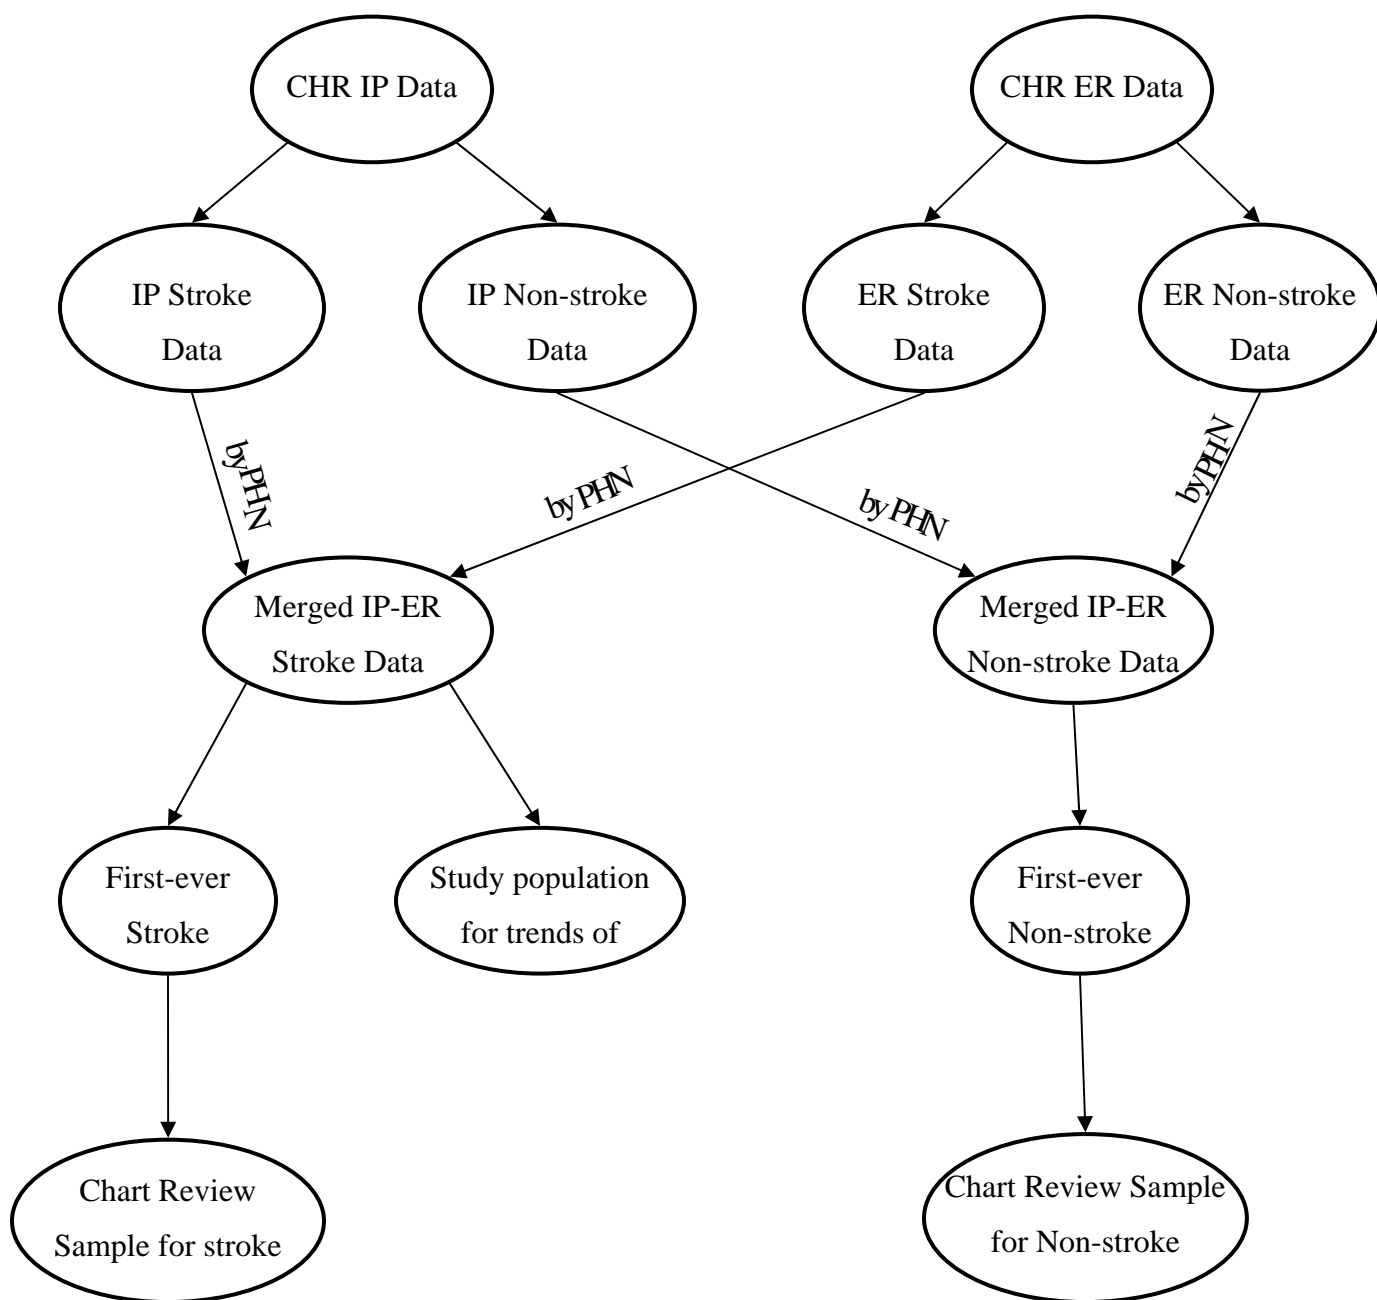 CHR IP Data
CHR ER Data
IP Stroke
Data
IP Non-stroke
Data
ER Stroke
Data
ER Non-stroke
Data
by PHN
by PHN
by PHN
by PHN
Merged IP-ER
Stroke Data
Merged IP-ER
Non-stroke Data
First-ever
Stroke
Study population
for trends of
First-ever
Non-stroke
Chart Review
Sample for stroke
Chart Review Sample
for Non-stroke